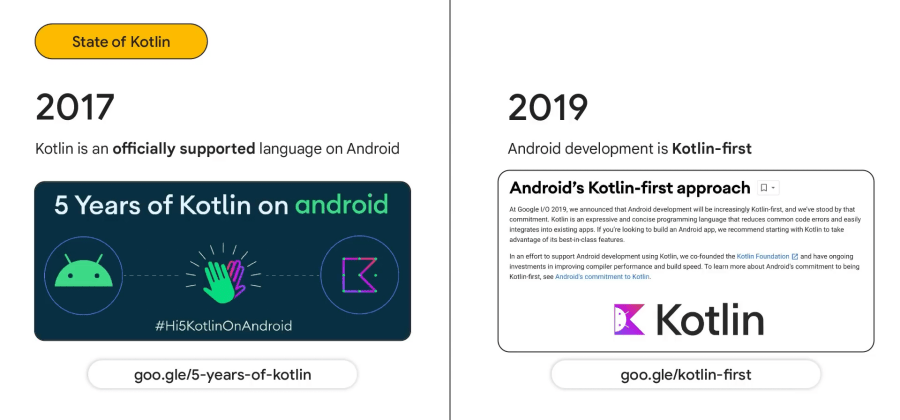 State of Kotlin
2017
Kotlin is an officially supported language on Android
5 Years of Kotlin on android
#Hi5KotlinOnAndroid
goo.gle/5-years-of-kotlin
2019
Android development is Kotlin-first
Android's Kotlin-first approach
At Google I/O 2019, we announced that Android development will be increasingly Kotlin-first, and we've stood by that
commitment. Kotlin is an expressive and concise programming language that reduces common code errors and easily
integrates into existing apps. If you're looking to build an Android app, we recommend starting with Kotlin to take
advantage of its best-in-class features.
In an effort to support Android development using Kotlin, we co-founded the Kotlin Foundation and have ongoing
investments in improving compiler performance and build speed. To learn more about Android's commitment to being
Kotlin-first, see Android's commitment to Kotlin.
Kotlin
goo.gle/kotlin-first